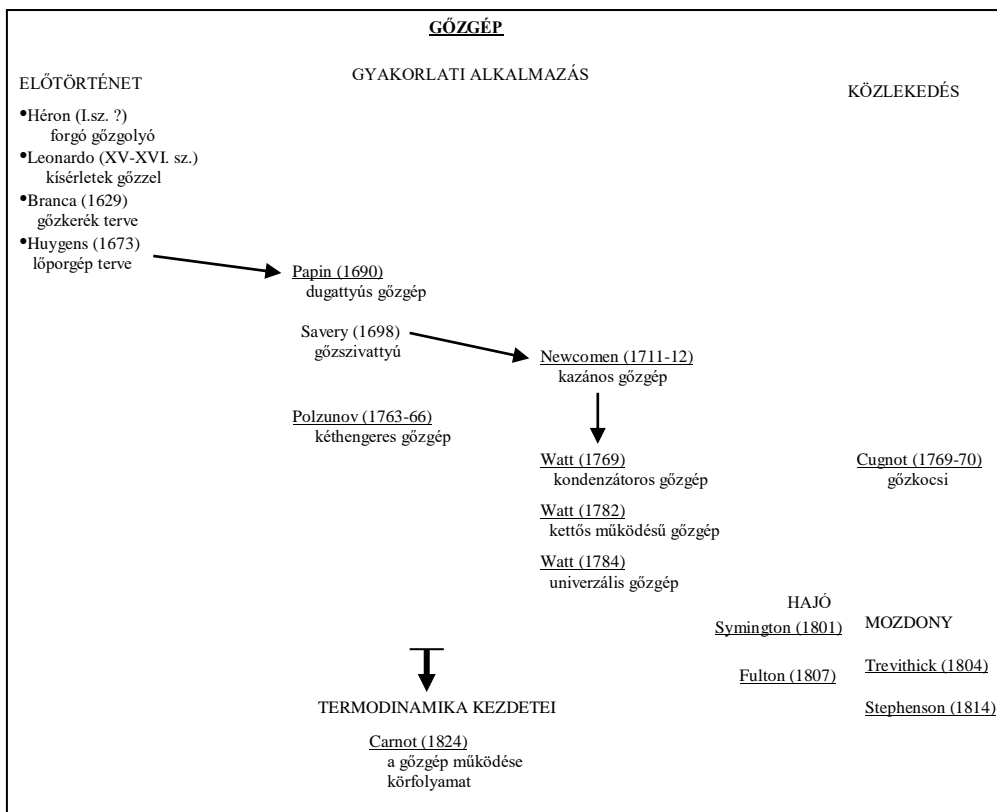 GŐZGÉP
ELŐTÖRTÉNET
•Héron (I.sz. ?)
forgó gőzgolyó
•Leonardo (XV-XVI. sz.)
kísérletek gőzzel
•Branca (1629)
gőzkerék terve
•Huygens (1673)
lőporgép terve
GYAKORLATI ALKALMAZÁS
Papin (1690)
dugattyús gőzgép
Savery (1698)
gőzszivattyú
Polzunov (1763-66)
kéthengeres gőzgép
Newcomen (1711-12)
kazános gőzgép
Watt (1769)
kondenzátoros gőzgép
Watt (1782)
kettős működésű gőzgép
Watt (1784)
univerzális gőzgép
KÖZLEKEDÉS
Cugnot (1769-70)
gőzkocsi
HAJÓ
Symington (1801)
Fulton (1807)
MOZDONY
Trevithick (1804)
Stephenson (1814)
TERMODINAMIKA KEZDETEI
Carnot (1824)
a gőzgép működése
körfolyamat